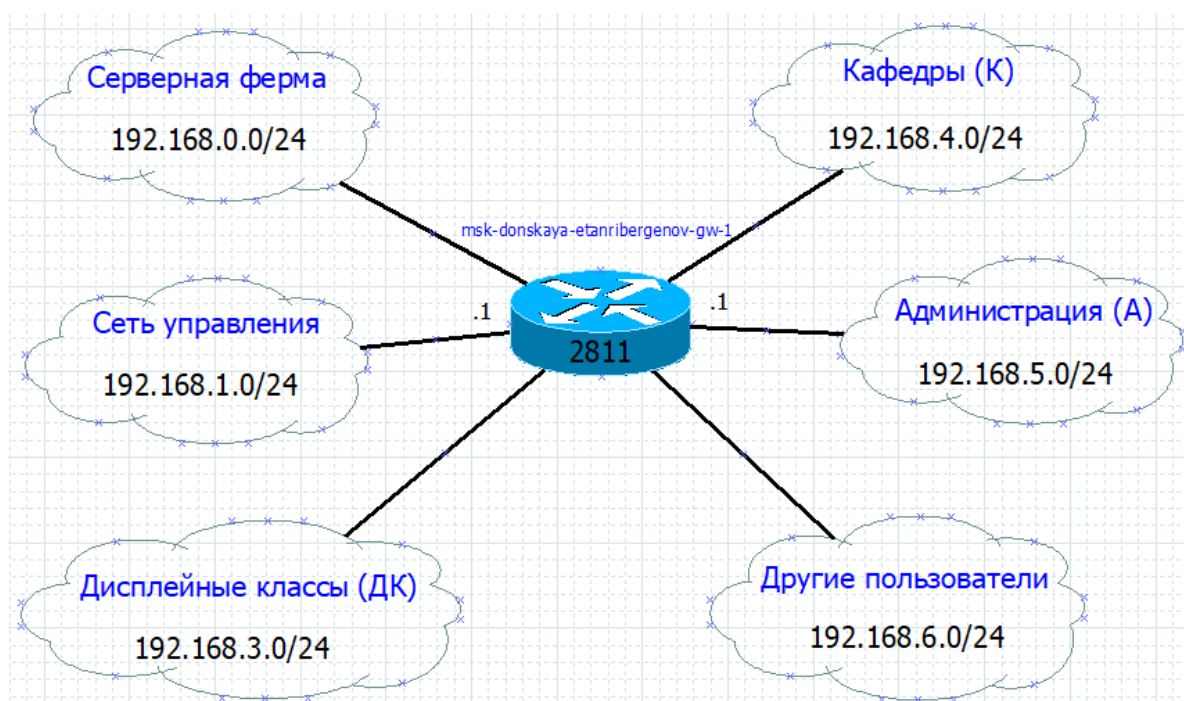 Серверная ферма
192.168.0.0/24
Кафедры (К)
192.168.4.0/24
msk-donskaya-etanribergenov-gw-1
Сеть управления
192.168.1.0/24
.1
.1
2811
Администрация (А)
192.168.5.0/24
Дисплейные классы (ДК)
192.168.3.0/24
Другие пользователи
192.168.6.0/24